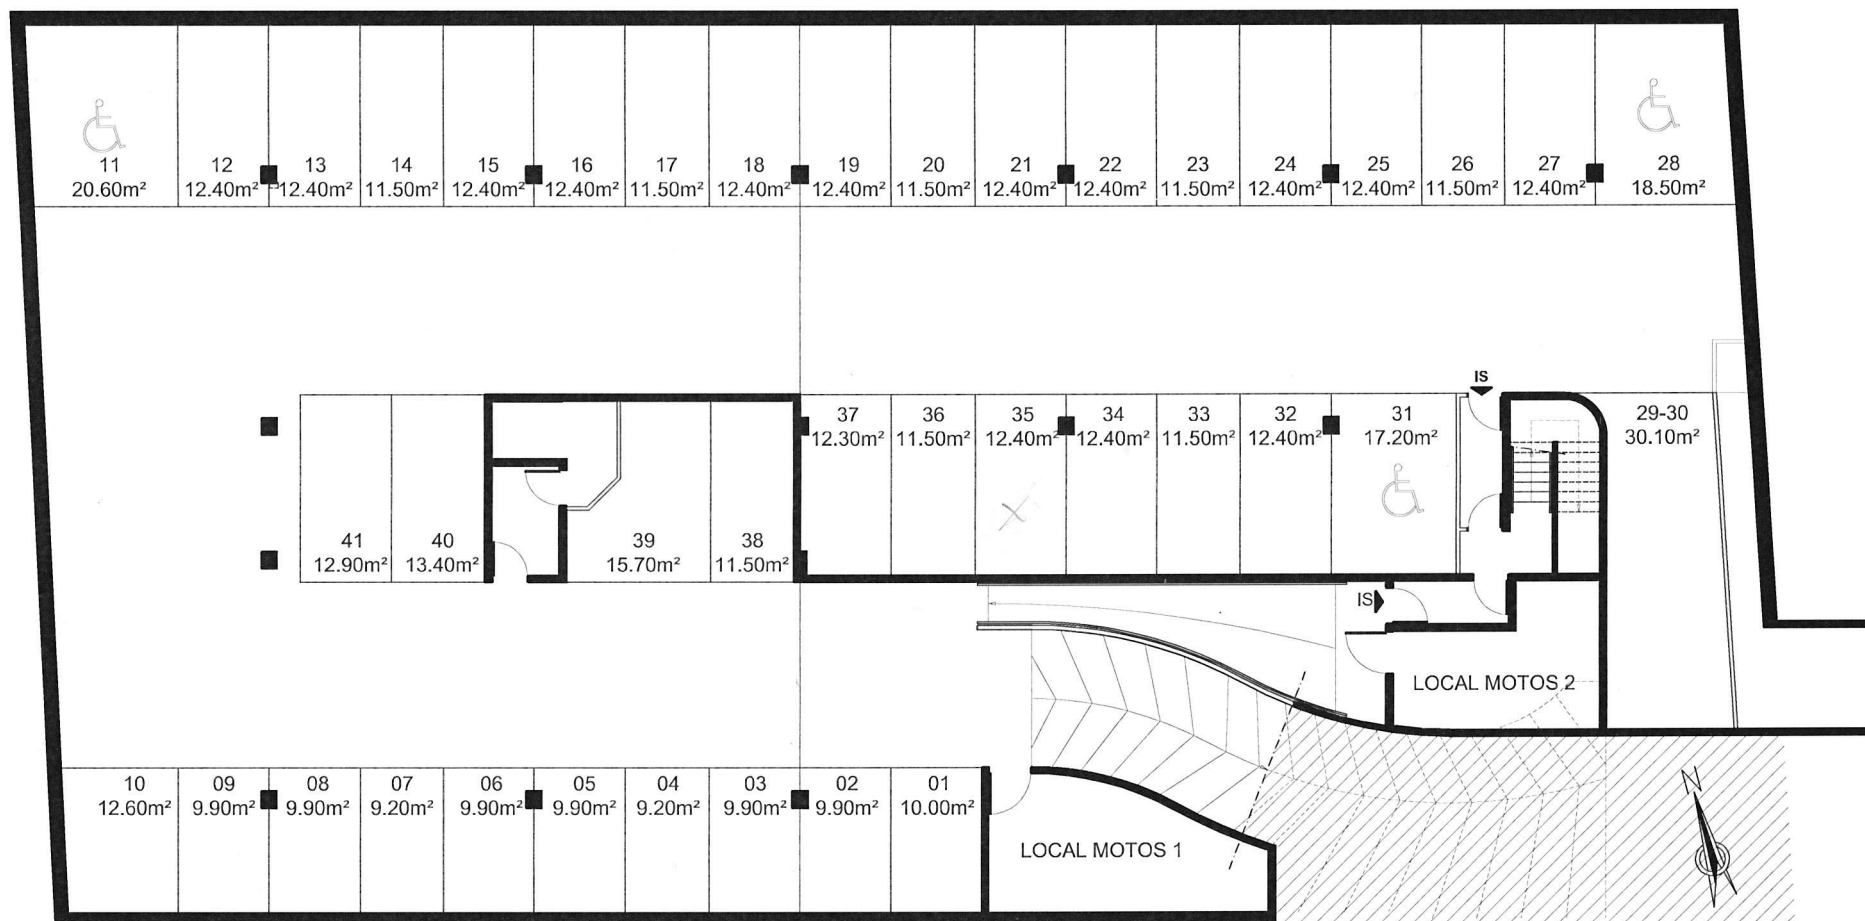 11
20.60m²
12
12.40m²
13
12.40m²
14
11.50m²
15
12.40m²
16
12.40m²
17
11.50m²
18
12.40m²
19
12.40m²
20
11.50m²
21
12.40m²
22
12.40m²
23
11.50m²
24
12.40m²
25
12.40m²
26
11.50m²
27
12.40m²
28
18.50m²
IS
37
12.30m²
36
11.50m²
35
12.40m²
34
12.40m²
33
11.50m²
32
12.40m²
31
17.20m²
29-30
30.10m²
41
12.90m²
40
13.40m²
39
15.70m²
38
11.50m²
IS
LOCAL MOTOS 2
10
12.60m²
09
9.90m²
08
9.90m²
07
9.20m²
06
9.90m²
05
9.90m²
04
9.20m²
03
9.90m²
02
9.90m²
01
10.00m²
N
LOCAL MOTOS 1